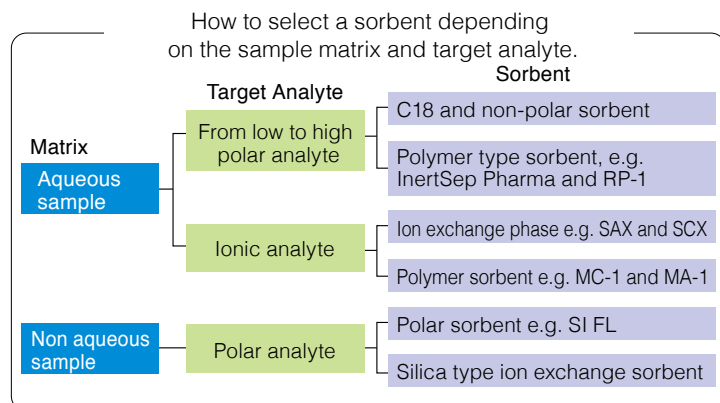 How to select a sorbent depending
on the sample matrix and target analyte.
Matrix
Target Analyte
Sorbent
Aqueous
sample
From low to high
polar analyte
C18 and non-polar sorbent
Polymer type sorbent, e.g.
InertSep Pharma and RP-1
Ionic analyte
Ion exchange phase e.g. SAX and SCX
Polymer sorbent e.g. MC-1 and MA-1
Non aqueous
sample
Polar analyte
Polar sorbent e.g. SI FL
Silica type ion exchange sorbent